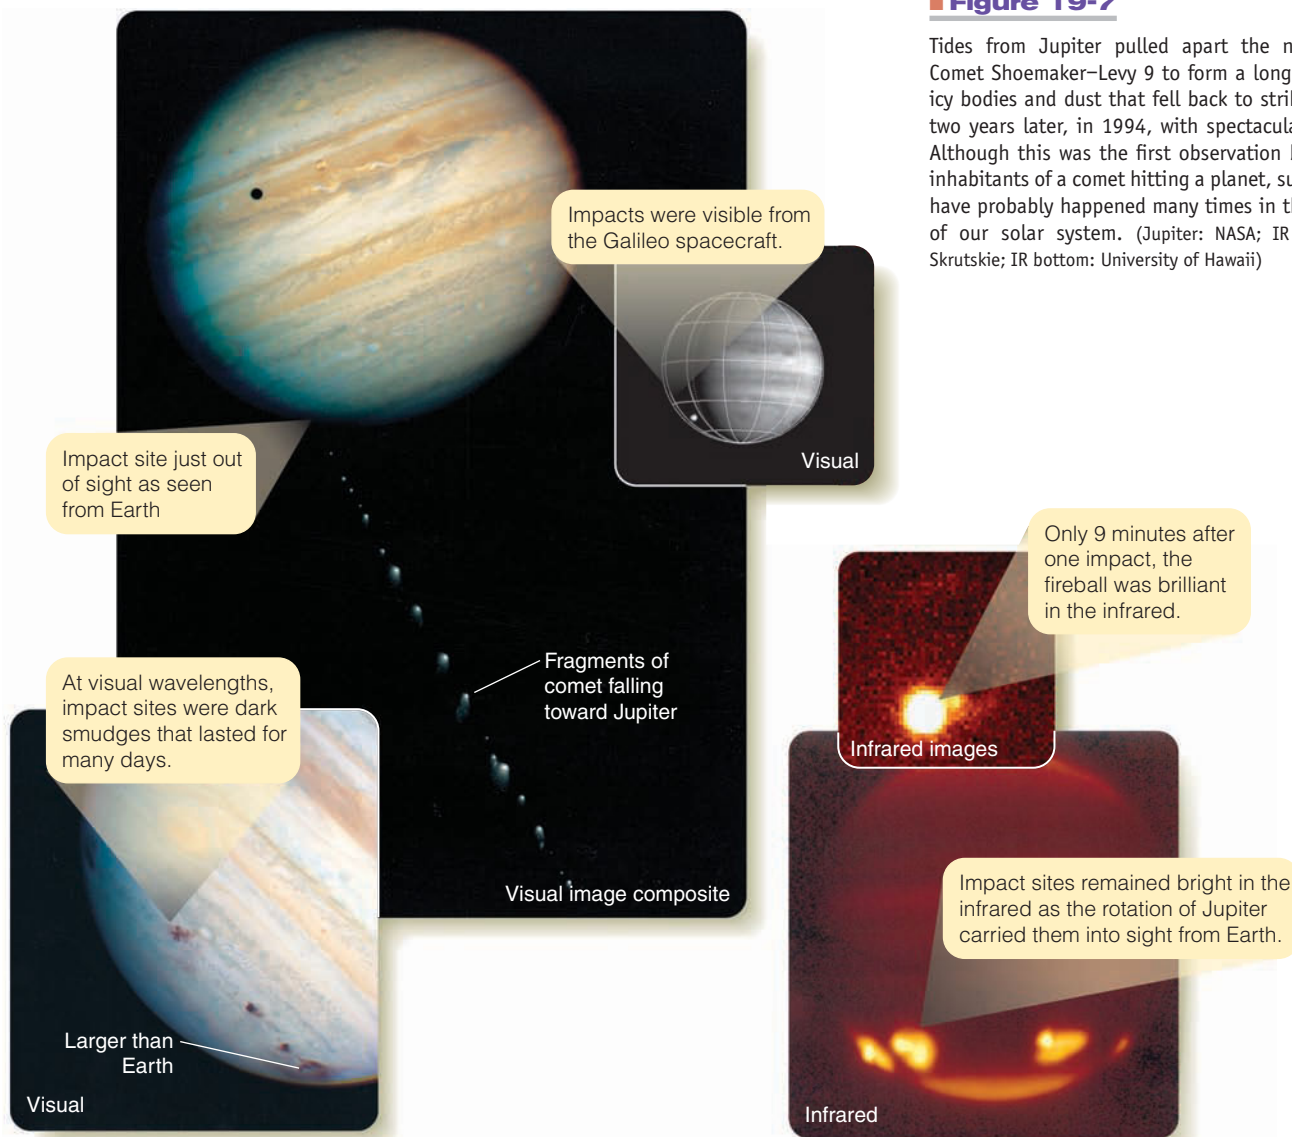 Figure 19-7
Tides from Jupiter pulled apart the
Comet Shoemaker–Levy 9 to form a long
icy bodies and dust that fell back to
two years later, in 1994, with
Although this was the first observation
inhabitants of a comet hitting a planet,
have probably happened many times in
of our solar system. (Jupiter: NASA; IR
Skrutskie; IR bottom: University of Hawaii)
Impacts were visible from
the Galileo spacecraft.
Visual
Impact site just out
of sight as seen
from Earth
Only 9 minutes after
one impact, the
fireball was brilliant
in the infrared.
Fragments of
comet falling
toward Jupiter
At visual wavelengths,
impact sites were dark
smudges that lasted for
many days.
Infrared images
Visual image composite
Impact sites remained bright in the
infrared as the rotation of Jupiter
carried them into sight from Earth.
Larger than
Earth
Visual
Infrared